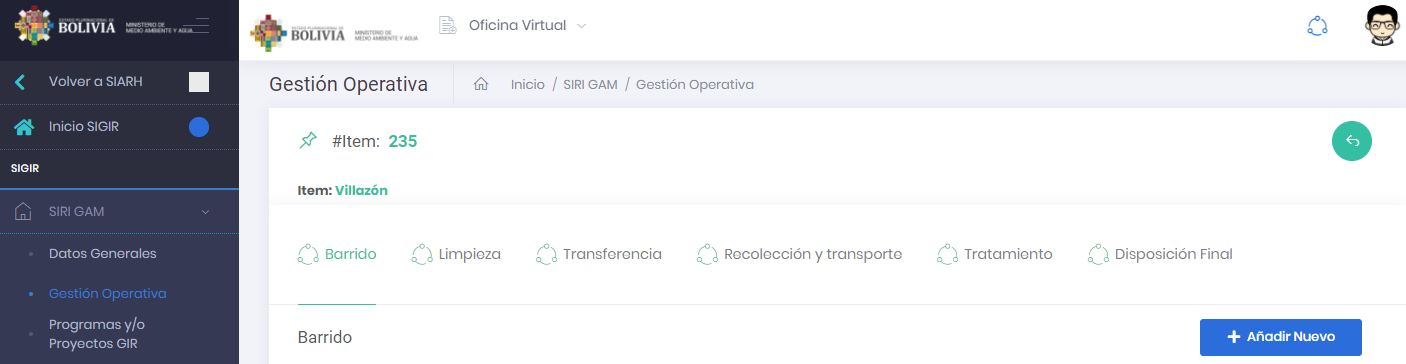 ESTADO PLURINACIONAL DE
BOLIVIA
MINISTERIO DE
MEDIO AMBIENTE Y AGUA
ESTADO PLURINACIONAL DE
BOLIVIA
MINISTERIO DE
MEDIO AMBIENTE Y AGUA
Oficina Virtual
Volver a SIARH
Inicio SIGIR
SIGIR
SIRI GAM
Datos Generales
Gestión Operativa
Programas y/o
Proyectos GIR
Gestión Operativa
Inicio / SIRI GAM / Gestión Operativa
#Item: 235
Item: Villazón
Barrido Limpieza Transferencia Recolección y transporte Tratamiento Disposición Final
Barrido
Añadir Nuevo